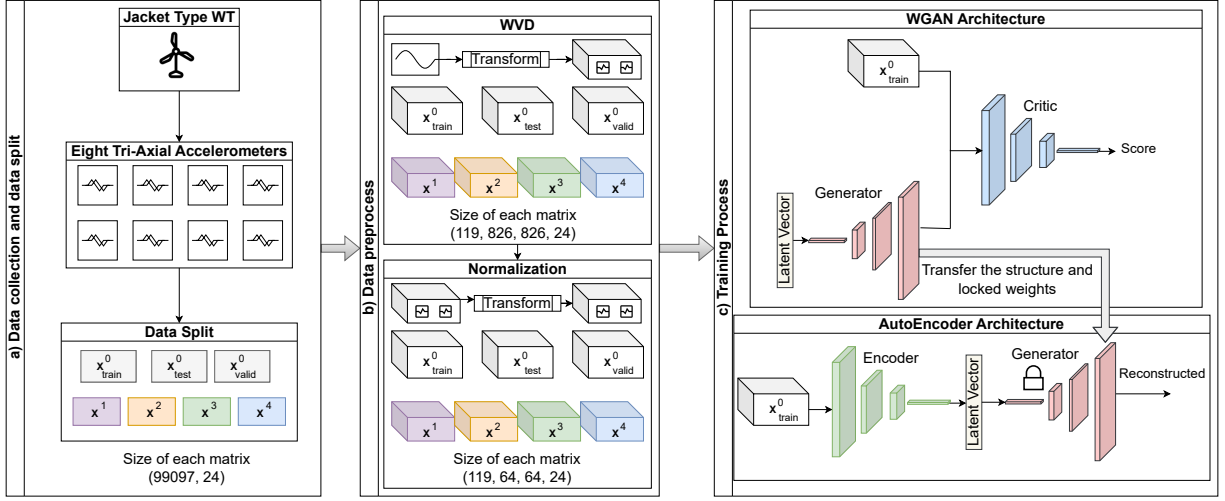 a) Data collection and data split
Jacket Type WT
Eight Tri-Axial Accelerometers
Data Split
x⁰train
x⁰test
x⁰valid
x¹
x²
x³
x⁴
Size of each matrix
(99097, 24)
b) Data preprocess
WVD
Transform
x⁰train
x⁰test
x⁰valid
x¹
x²
x³
x⁴
Size of each matrix
(119, 826, 826, 24)
Normalization
Transform
x⁰train
x⁰test
x⁰valid
x¹
x²
x³
x⁴
Size of each matrix
(119, 64, 64, 24)
c) Training Process
WGAN Architecture
x⁰train
Critic
Score
Generator
Latent Vector
Transfer the structure and
locked weights
AutoEncoder Architecture
x⁰train
Encoder
Latent Vector
Generator
Reconstructed